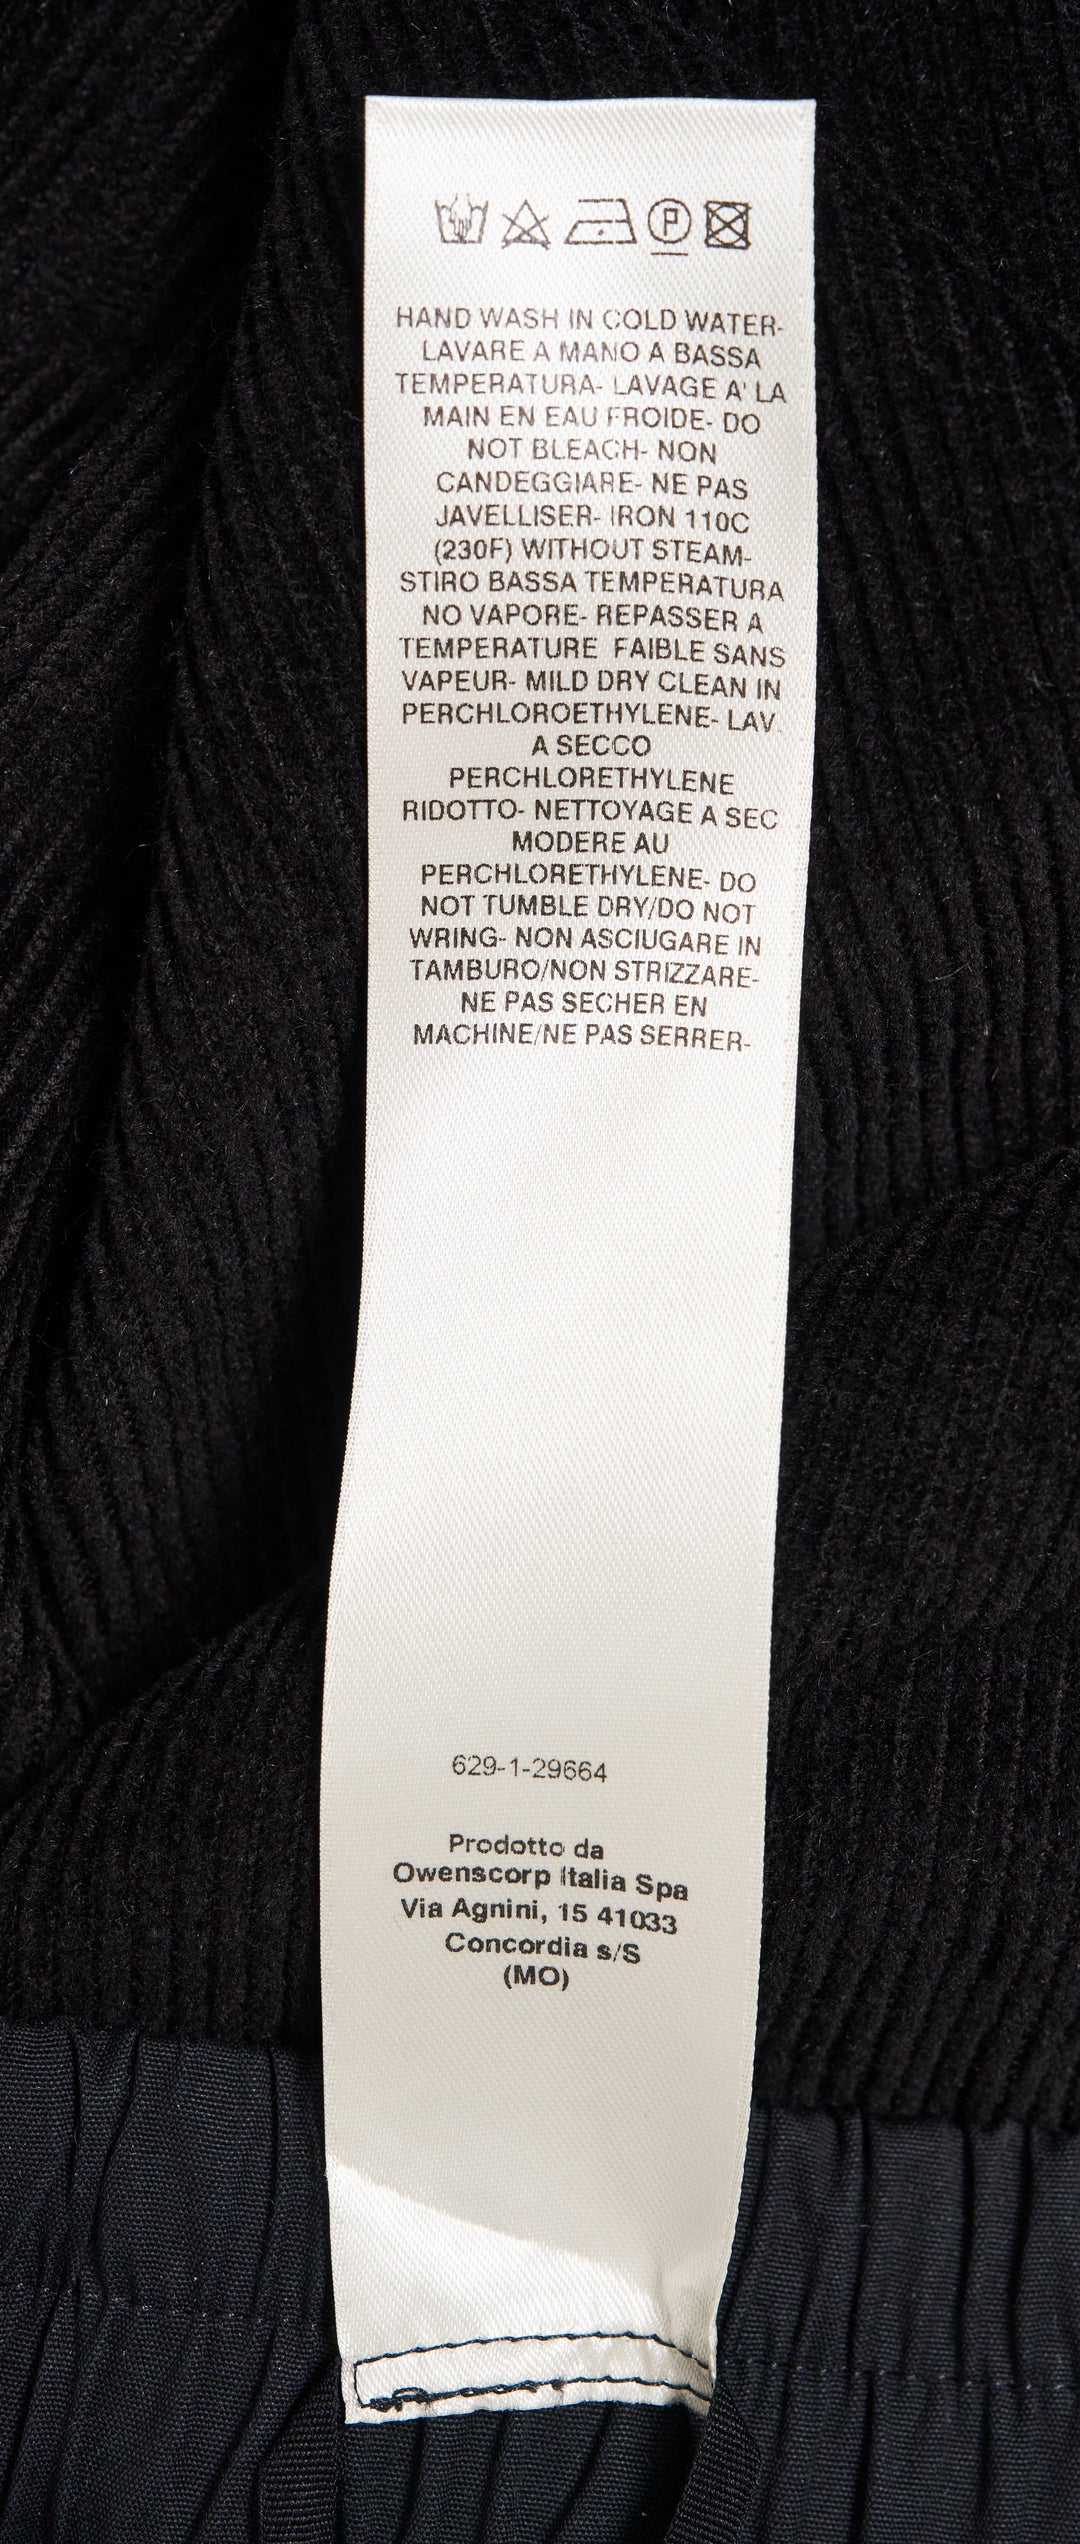 P
HAND WASH IN COLD WATER-
LAVARE A MANO A BASSA
TEMPERATURA- LAVAGE A' LA
MAIN EN EAU FROIDE- DO
NOT BLEACH- NON
CANDEGGIARE- NE PAS
JAVELLISER- IRON 110C
(230F) WITHOUT STEAM-
STIRO BASSA TEMPERATURA
NO VAPORE- REPASSER A
TEMPERATURE FAIBLE SANS
VAPEUR- MILD DRY CLEAN IN
PERCHLOROETHYLENE- LAV.
A SECCO
PERCHLORETHYLENE
RIDOTTO- NETTOYAGE A SEC
MODERE AU
PERCHLORETHYLENE- DO
NOT TUMBLE DRY/DO NOT
WRING- NON ASCIUGARE IN
TAMBURO/NON STRIZZARE-
NE PAS SECHER EN
MACHINE/NE PAS SERRER-
629-1-29664
Prodotto da
Owenscorp Italia Spa
Via Agnini, 15 41033
Concordia s/S
(MO)